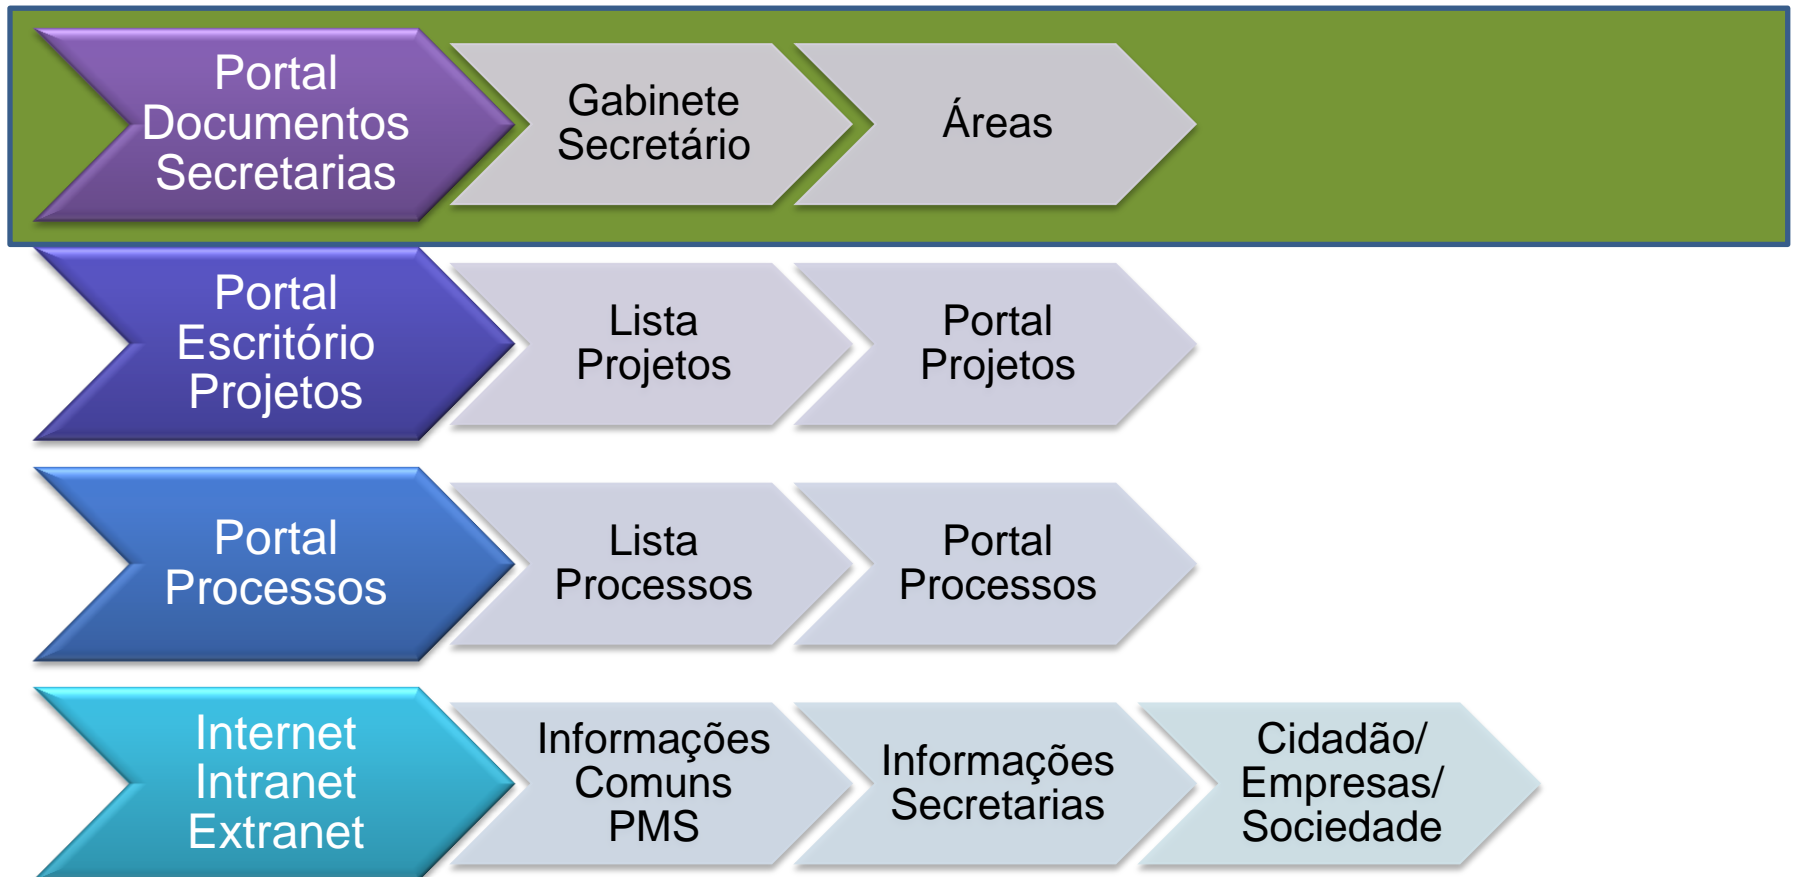 Portal
Documentos
Secretarias
Gabinete
Secretário
Áreas
Portal
Escritório
Projetos
Lista
Projetos
Portal
Projetos
Portal
Processos
Lista
Processos
Portal
Processos
Internet
Intranet
Extranet
Informações
Comuns
PMS
Informações
Secretarias
Cidadão/
Empresas/
Sociedade